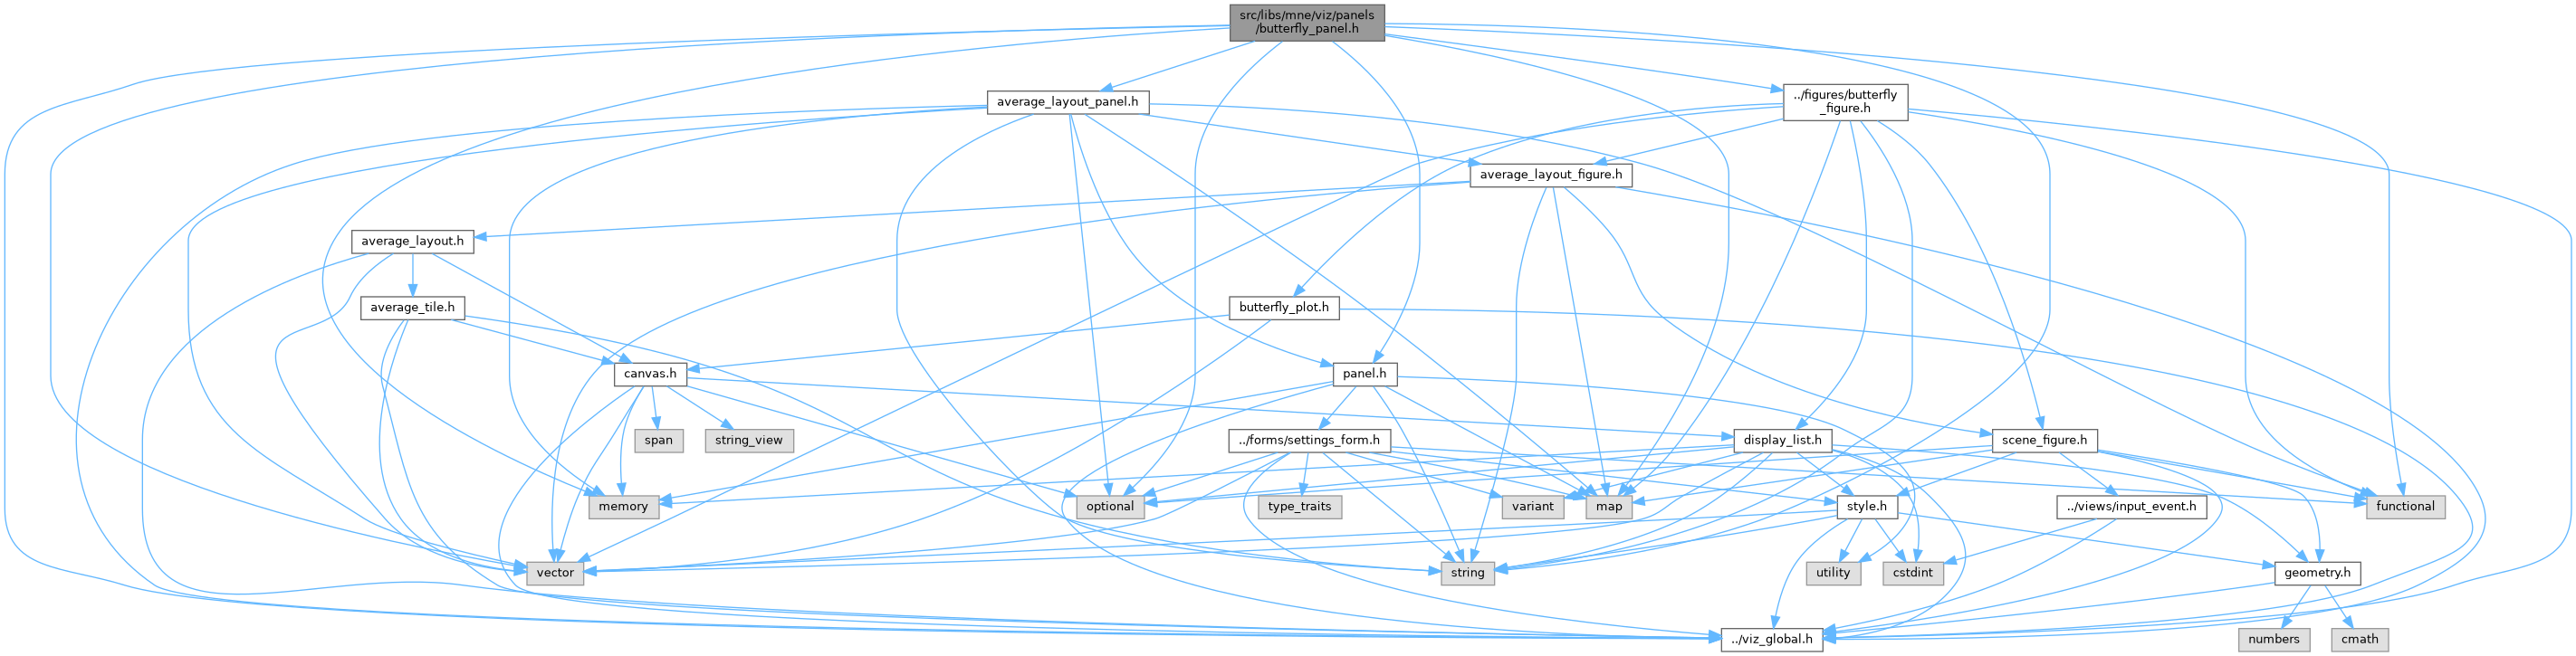 src/libs/mne/viz/panels
/butterfly_panel.h
average_layout_panel.h
../figures/butterfly
_figure.h
average_layout_figure.h
average_layout.h
average_tile.h
butterfly_plot.h
canvas.h
panel.h
span
string_view
../forms/settings_form.h
display_list.h
scene_figure.h
memory
optional
type_traits
variant
map
style.h
../views/input_event.h
functional
vector
string
utility
cstdint
geometry.h
../viz_global.h
numbers
cmath